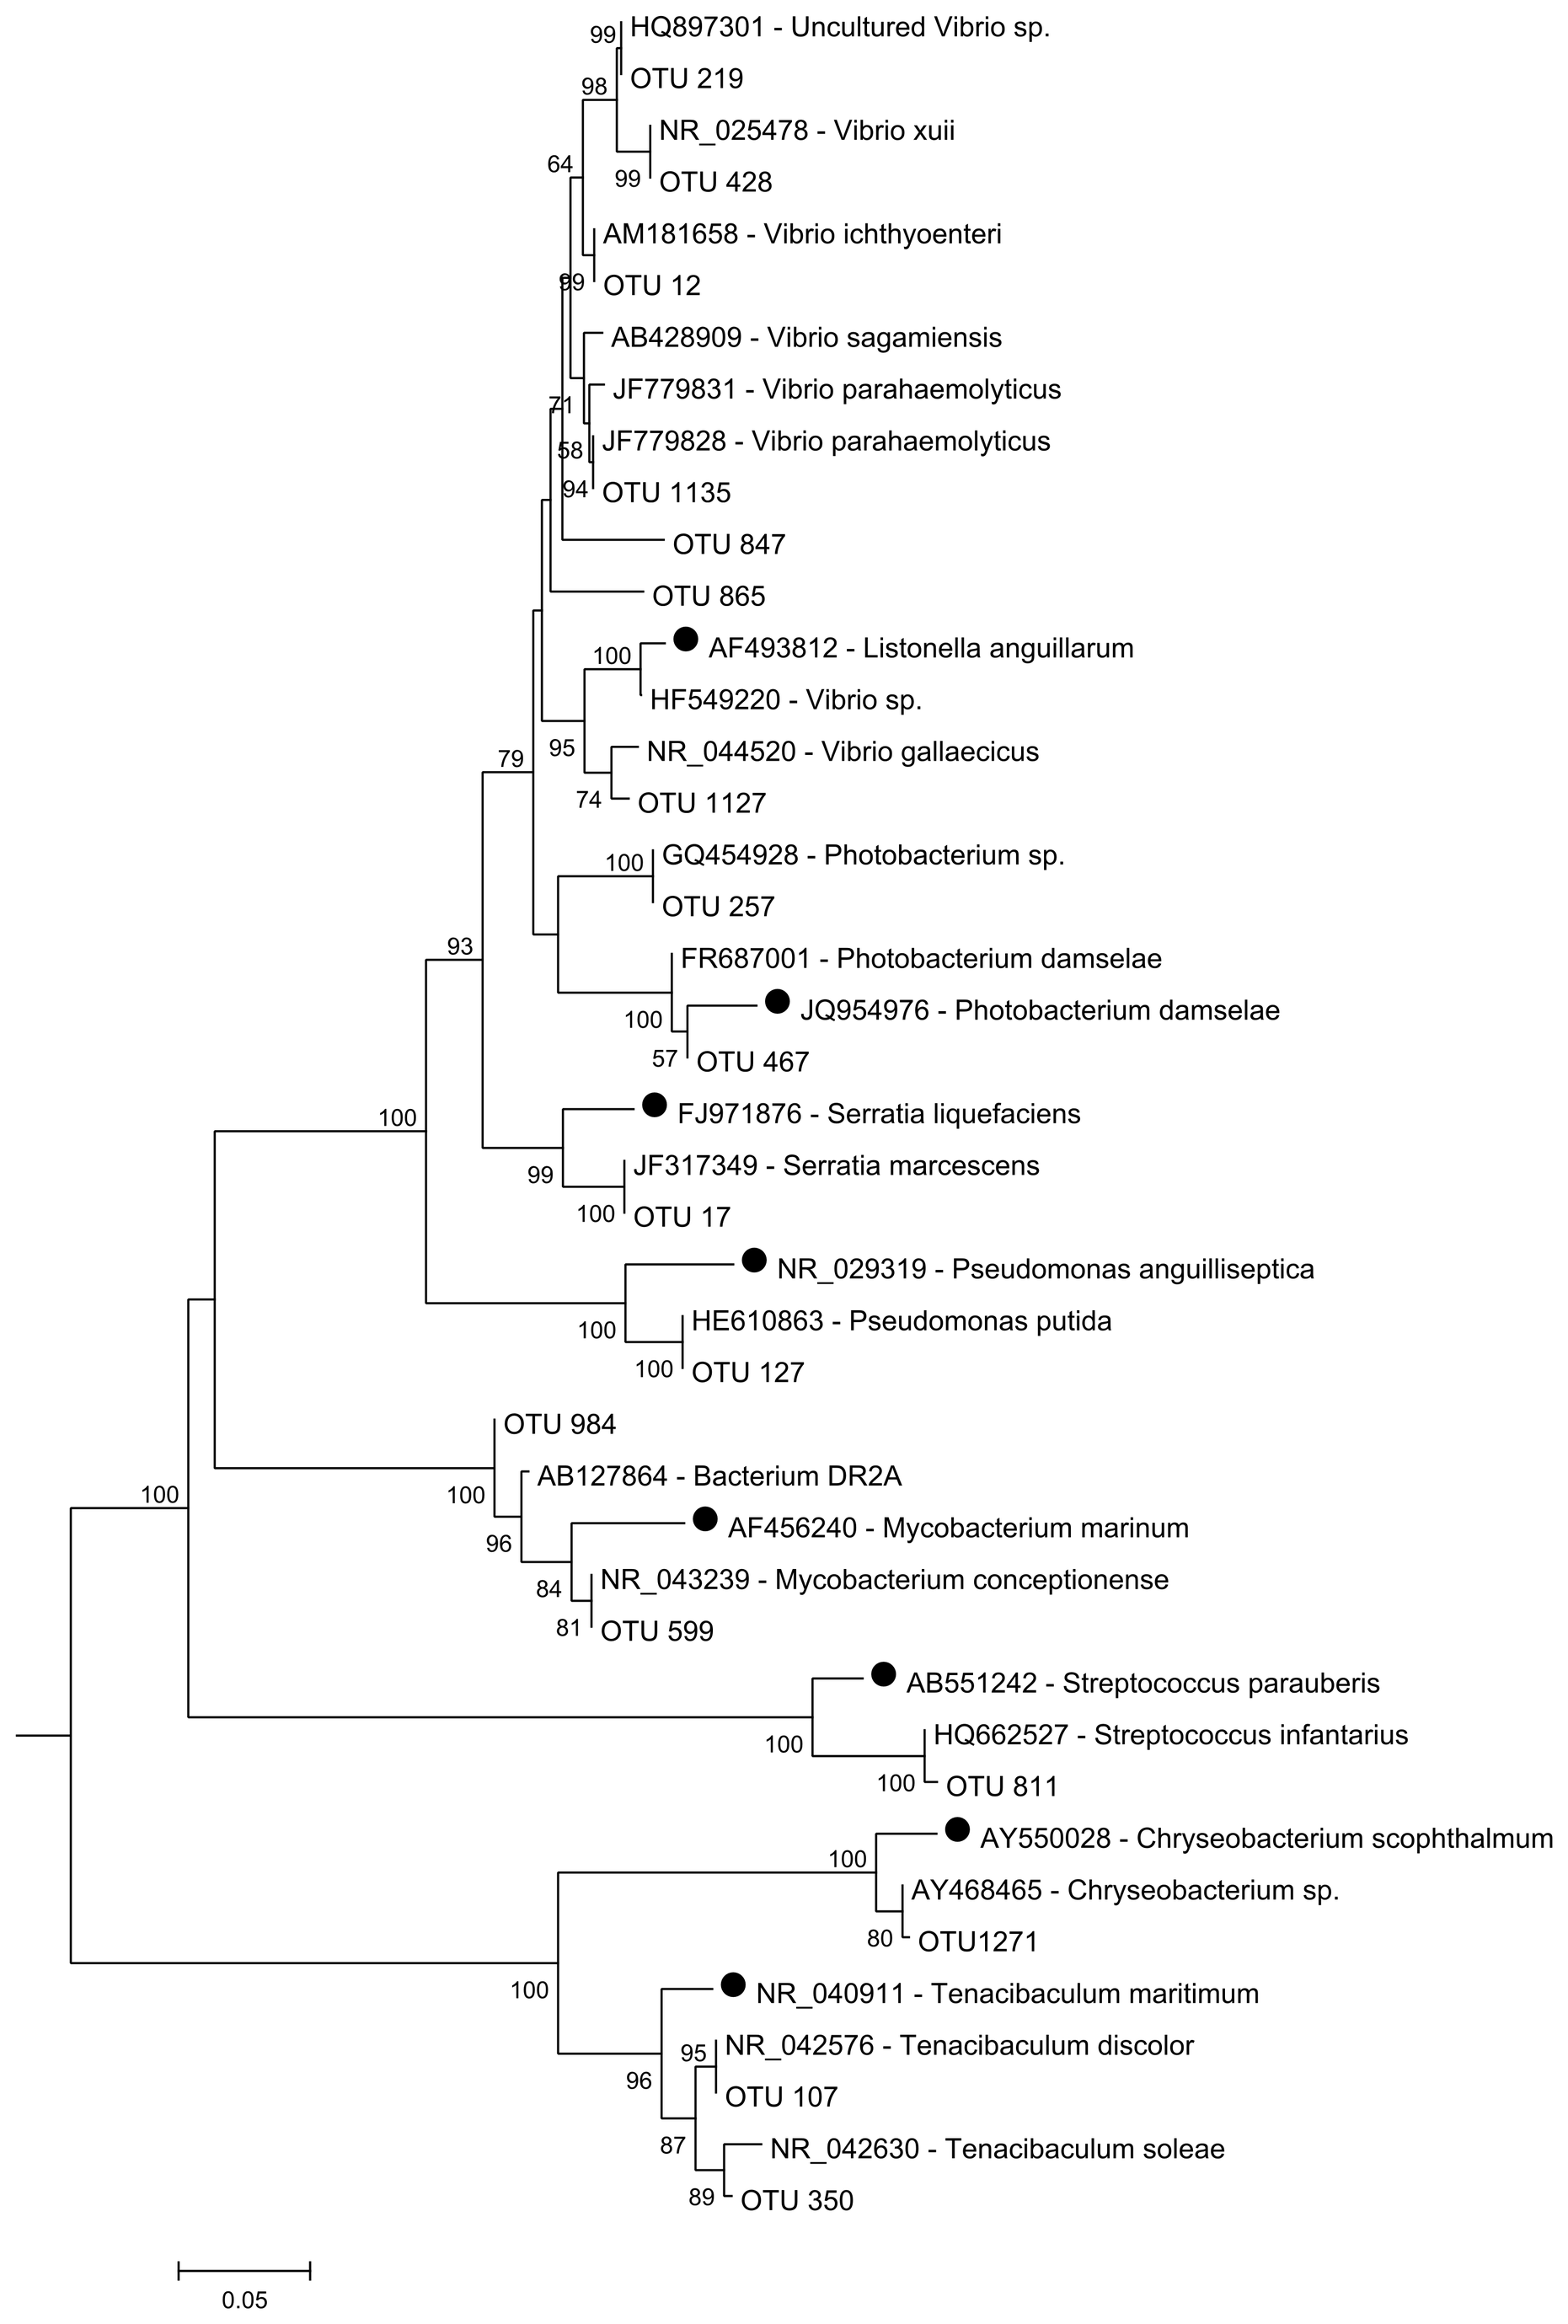 99
HQ897301 - Uncultured Vibrio sp.
OTU 219
98
NR_025478 - Vibrio xuii
99
OTU 428
64
AM181658 - Vibrio ichthyoenteri
99
OTU 12
AB428909 - Vibrio sagamiensis
JF779831 - Vibrio parahaemolyticus
71
JF779828 - Vibrio parahaemolyticus
58
94
OTU 1135
OTU 847
OTU 865
AF493812 - Listonella anguillarum
100
HF549220 - Vibrio sp.
95
NR_044520 - Vibrio gallaecicus
79
74
OTU 1127
GQ454928 - Photobacterium sp.
100
OTU 257
93
FR687001 - Photobacterium damselae
JQ954976 - Photobacterium damselae
100
57
OTU 467
100
FJ971876 - Serratia liquefaciens
JF317349 - Serratia marcescens
99
100
OTU 17
NR_029319 - Pseudomonas anguilliseptica
HE610863 - Pseudomonas putida
100
100
OTU 127
OTU 984
AB127864 - Bacterium DR2A
100
100
AF456240 - Mycobacterium marinum
96
NR_043239 - Mycobacterium conceptionense
84
81
OTU 599
AB551242 - Streptococcus parauberis
HQ662527 - Streptococcus infantarius
100
100
OTU 811
AY550028 - Chryseobacterium scophthalmum
100
AY468465 - Chryseobacterium sp.
80
OTU1271
100
NR_040911 - Tenacibaculum maritimum
95
NR_042576 - Tenacibaculum discolor
96
OTU 107
87
NR_042630 - Tenacibaculum soleae
89
OTU 350
0.05